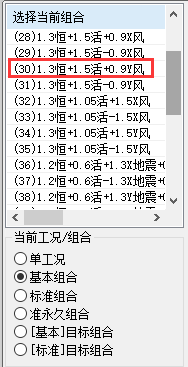 选择当前组合
(28)1.3恒+1.5活+0.9X风
(29)1.3恒+1.5活-0.9X风
(30)1.3恒+1.5活+0.9Y风
(31)1.3恒+1.5活-0.9Y风
(32)1.3恒+1.05活+1.5X风
(33)1.3恒+1.05活-1.5X风
(34)1.3恒+1.05活+1.5Y风
(35)1.3恒+1.05活-1.5Y风
(36)1.2恒+0.6活+1.3X地震+0
(37)1.2恒+0.6活-1.3X地震-0
(38)1.2恒+0.6活+1.3Y地震+0
当前工况/组合
单工况
基本组合
标准组合
准永久组合
[基本]目标组合
[标准]目标组合